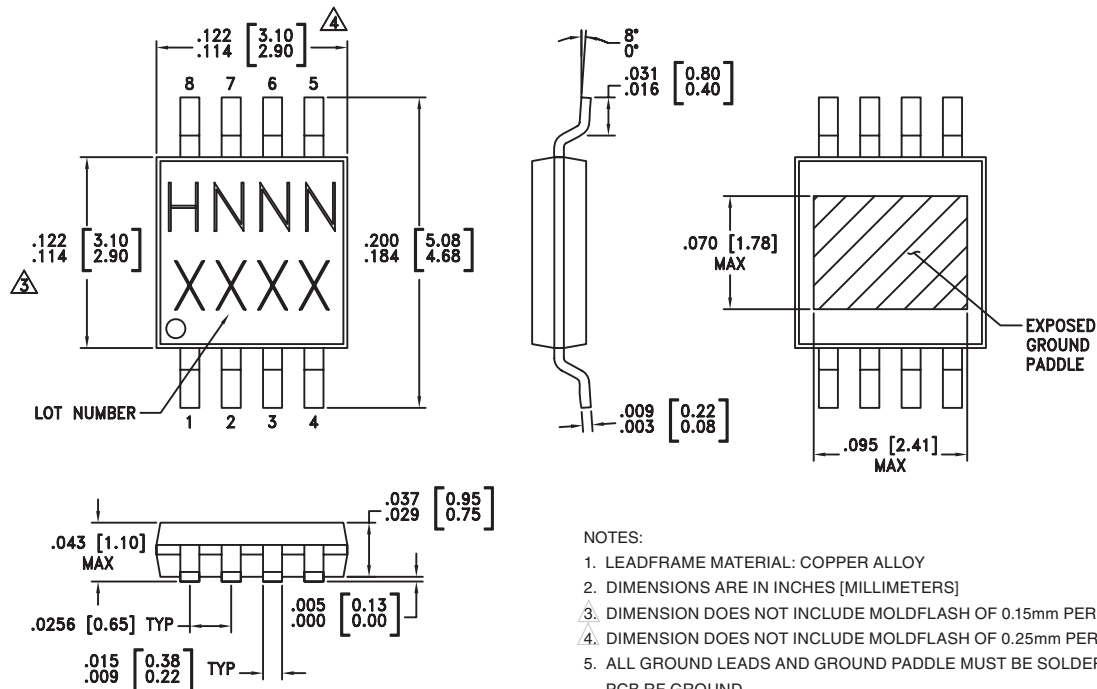 .122 [3.10]
.114 [2.90]
4
8 7 6 5
HNNN
XXXX
.122 [3.10]
.114 [2.90]
3
.200 [5.08]
.184 [4.68]
LOT NUMBER
1 2 3 4
8°
0°
.031 [0.80]
.016 [0.40]
.009 [0.22]
.003 [0.08]
.070 [1.78]
MAX
EXPOSED
GROUND
PADDLE
.095 [2.41]
MAX
.037 [0.95]
.029 [0.75]
.043 [1.10]
MAX
.005 [0.13]
.000 [0.00]
.0256 [0.65] TYP
.015 [0.38] TYP
.009 [0.22]
NOTES:
1. LEADFRAME MATERIAL: COPPER ALLOY
2. DIMENSIONS ARE IN INCHES [MILLIMETERS]
3. DIMENSION DOES NOT INCLUDE MOLDFLASH OF 0.15mm PER
4. DIMENSION DOES NOT INCLUDE MOLDFLASH OF 0.25mm PER
5. ALL GROUND LEADS AND GROUND PADDLE MUST BE SOLDER
PCB RF GROUND